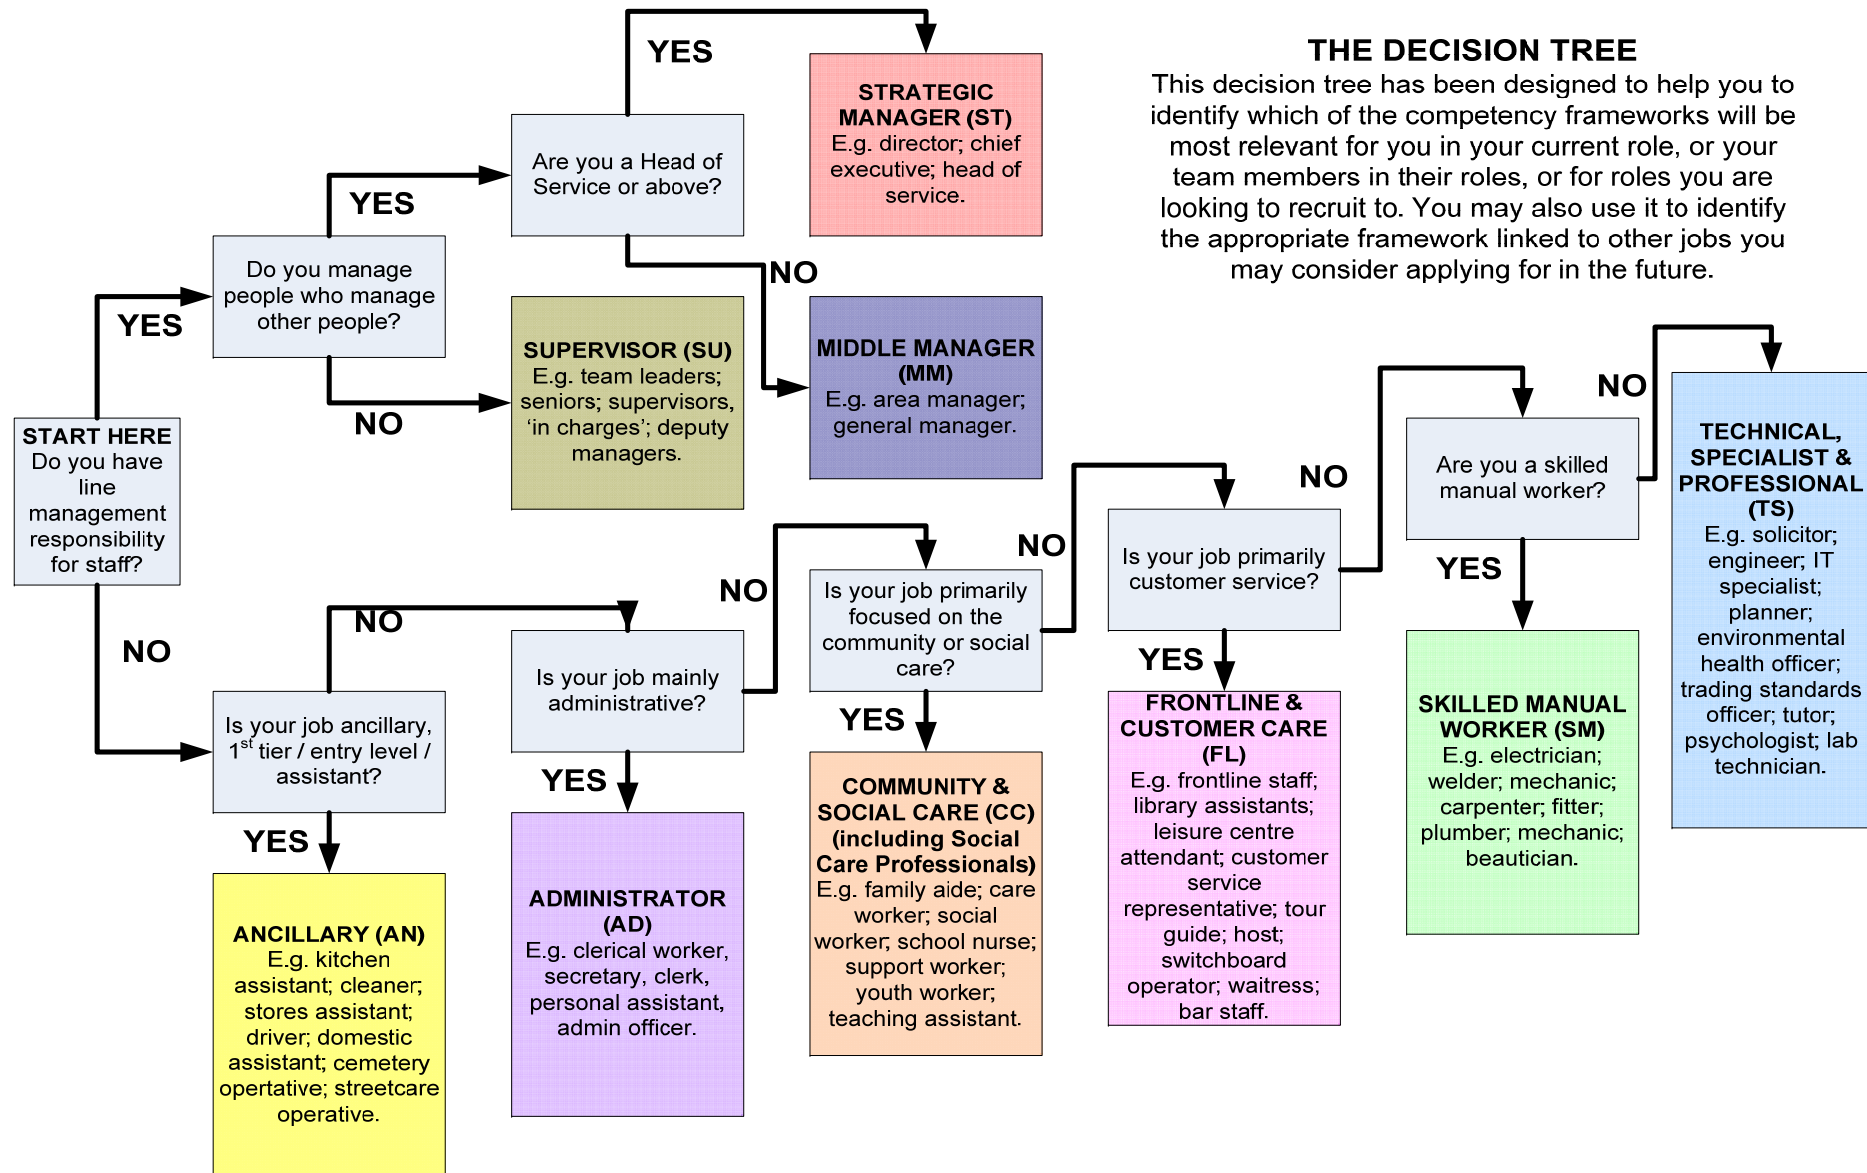 THE DECISION TREE
This decision tree has been designed to help you to
identify which of the competency frameworks will be
most relevant for you in your current role, or your
team members in their roles, or for roles you are
looking to recruit to. You may also use it to identify
the appropriate framework linked to other jobs you
may consider applying for in the future.
START HERE
Do you have
line
management
responsibility
for staff?
YES
NO
Do you manage
people who manage
other people?
YES
NO
Are you a Head of
Service or above?
YES
NO
STRATEGIC
MANAGER (ST)
E.g. director; chief
executive; head of
service.
SUPERVISOR (SU)
E.g. team leaders;
seniors; supervisors,
‘in charges’; deputy
managers.
MIDDLE MANAGER
(MM)
E.g. area manager;
general manager.
Is your job ancillary,
1st tier / entry level /
assistant?
NO
YES
ANCILLARY (AN)
E.g. kitchen
assistant; cleaner;
stores assistant;
driver; domestic
assistant; cemetery
opertative; streetcare
operative.
Is your job mainly
administrative?
NO
YES
ADMINISTRATOR
(AD)
E.g. clerical worker,
secretary, clerk,
personal assistant,
admin officer.
Is your job primarily
focused on the
community or social
care?
NO
YES
COMMUNITY &
SOCIAL CARE (CC)
(including Social
Care Professionals)
E.g. family aide; care
worker; social
worker; school nurse;
support worker;
youth worker;
teaching assistant.
Is your job primarily
customer service?
NO
YES
FRONTLINE &
CUSTOMER CARE
(FL)
E.g. frontline staff;
library assistants;
leisure centre
attendant; customer
service
representative; tour
guide; host;
switchboard
operator; waitress;
bar staff.
Are you a skilled
manual worker?
NO
YES
SKILLED MANUAL
WORKER (SM)
E.g. electrician;
welder; mechanic;
carpenter; fitter;
plumber; mechanic;
beautician.
TECHNICAL,
SPECIALIST &
PROFESSIONAL
(TS)
E.g. solicitor;
engineer; IT
specialist;
planner;
environmental
health officer;
trading standards
officer; tutor;
psychologist; lab
technician.